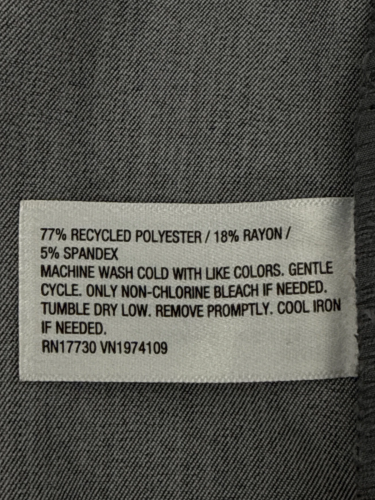 77% RECYCLED POLYESTER / 18% RAYON /
5% SPANDEX
MACHINE WASH COLD WITH LIKE COLORS. GENTLE
CYCLE. ONLY NON-CHLORINE BLEACH IF NEEDED.
TUMBLE DRY LOW. REMOVE PROMPTLY. COOL IRON
IF NEEDED.
RN17730 VN1974109